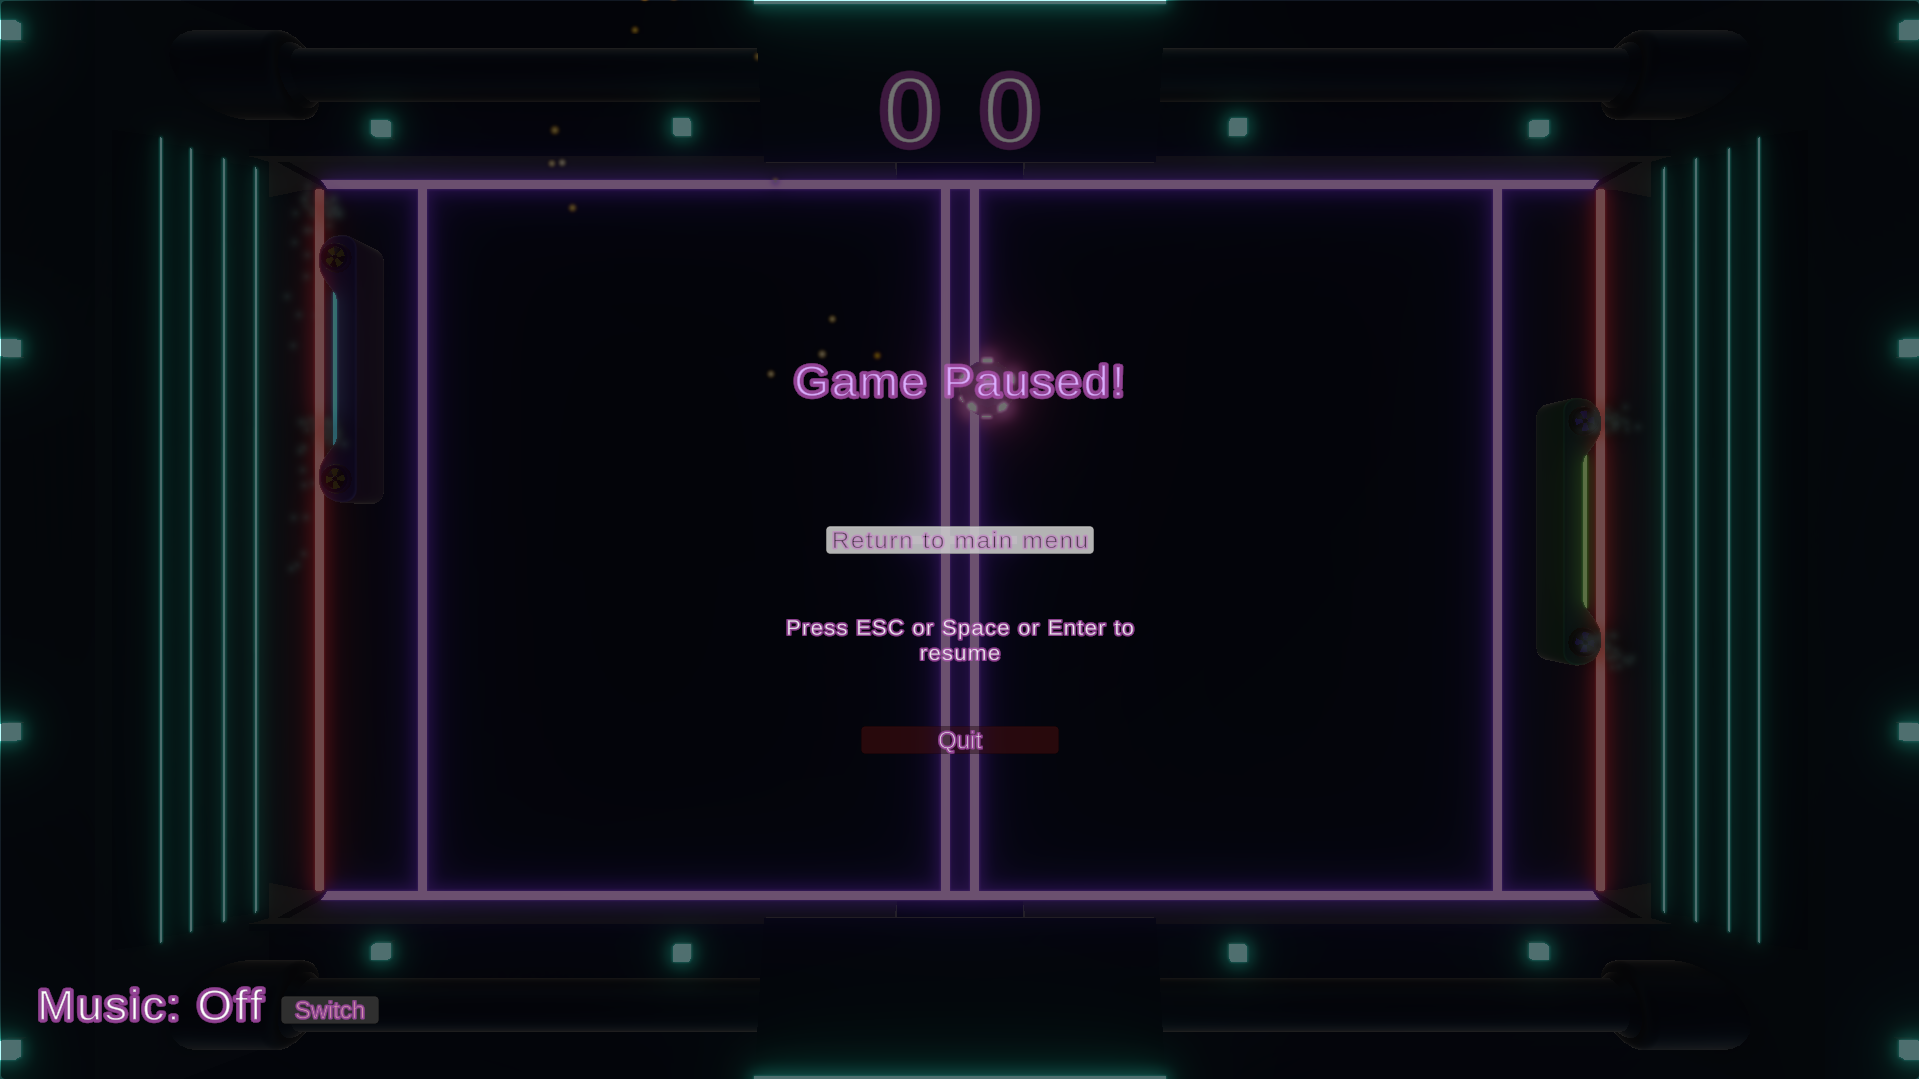 0 0
Game Paused!
Return to main menu
Press ESC or Space or Enter to
resume
Quit
Music: Off Switch